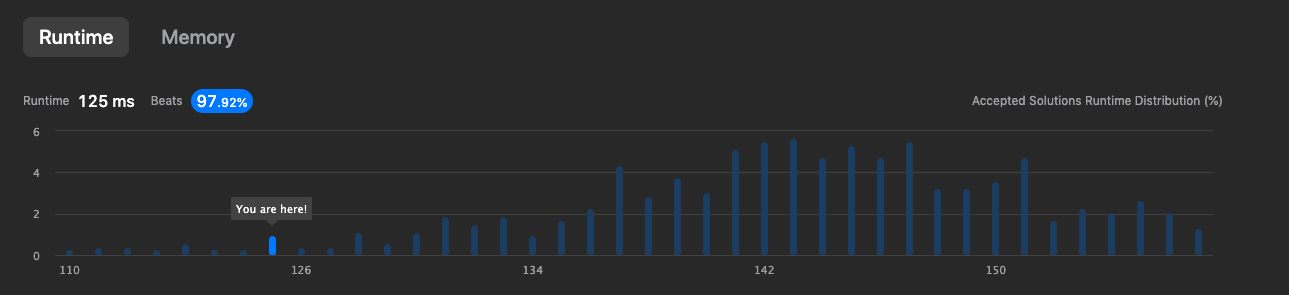 Runtime Memory
Runtime 125 ms Beats 97.92% Accepted Solutions Runtime Distribution (%)
6
4
2
0
You are here!
110 126 134 142 150